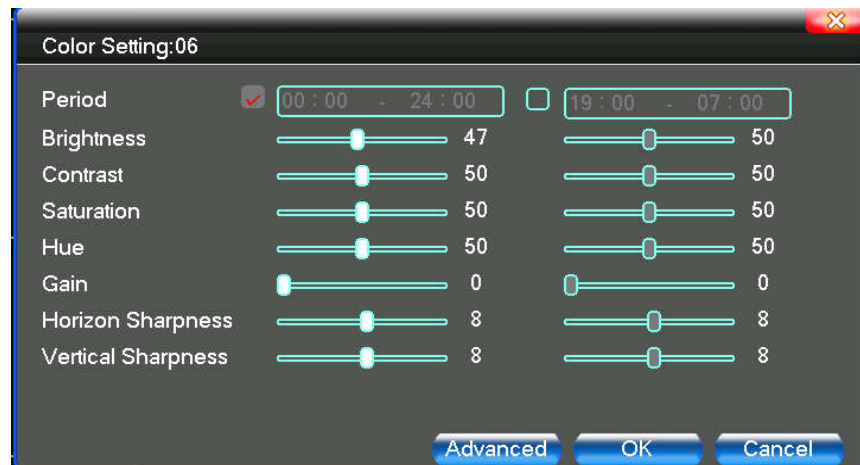 Color Setting:06
Period 00 : 00 - 24 : 00 19 : 00 - 07 : 00
Brightness 47 50
Contrast 50 50
Saturation 50 50
Hue 50 50
Gain 0 0
Horizon Sharpness 8 8
Vertical Sharpness 8 8
Advanced OK Cancel